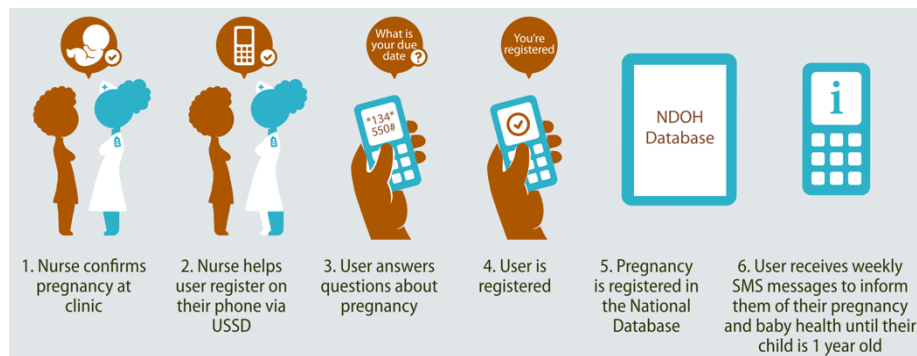 What is
your due
date ?
You're
registered
*134*
550#
NDOH
Database
i
1. Nurse confirms
pregnancy at
clinic
2. Nurse helps
user register on
their phone via
USSD
3. User answers
questions about
pregnancy
4. User is
registered
5. Pregnancy
is registered in
the National
Database
6. User receives weekly
SMS messages to inform
them of their pregnancy
and baby health until their
child is 1 year old